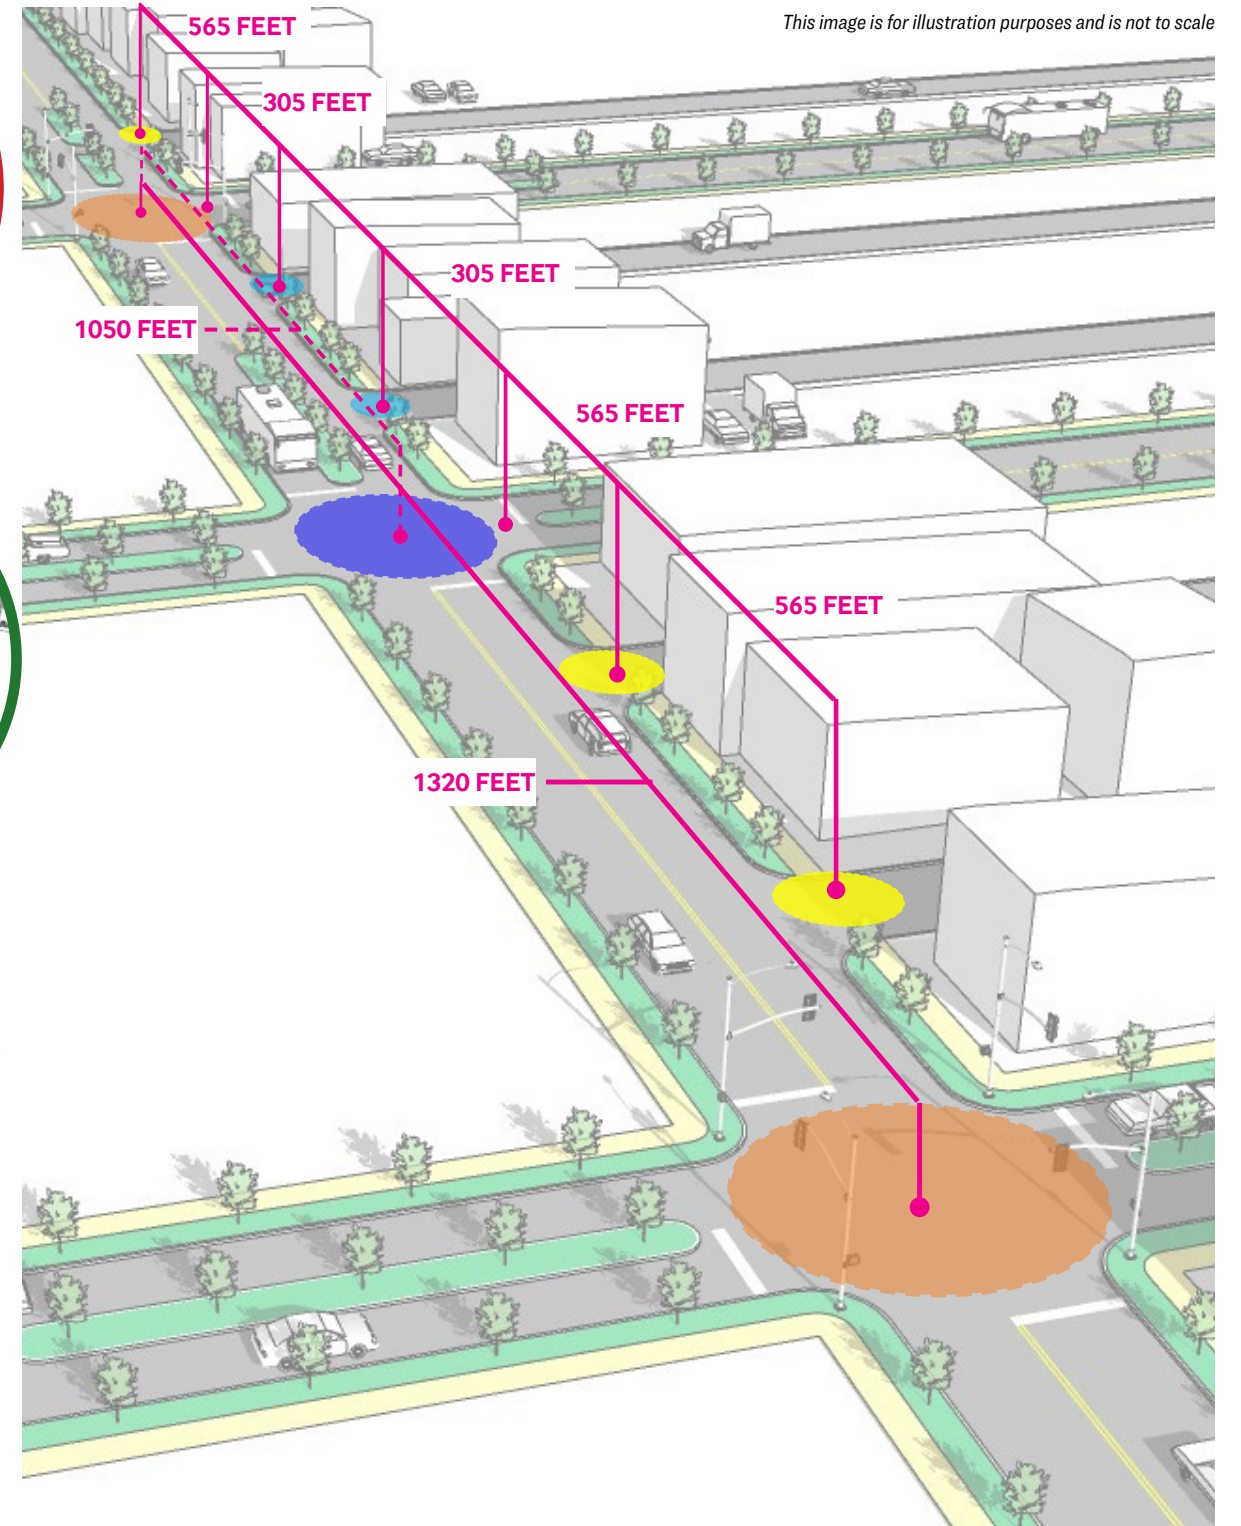 This image is for illustration purposes and is not to scale
565 FEET
305 FEET
305 FEET
1050 FEET
565 FEET
565 FEET
1320 FEET